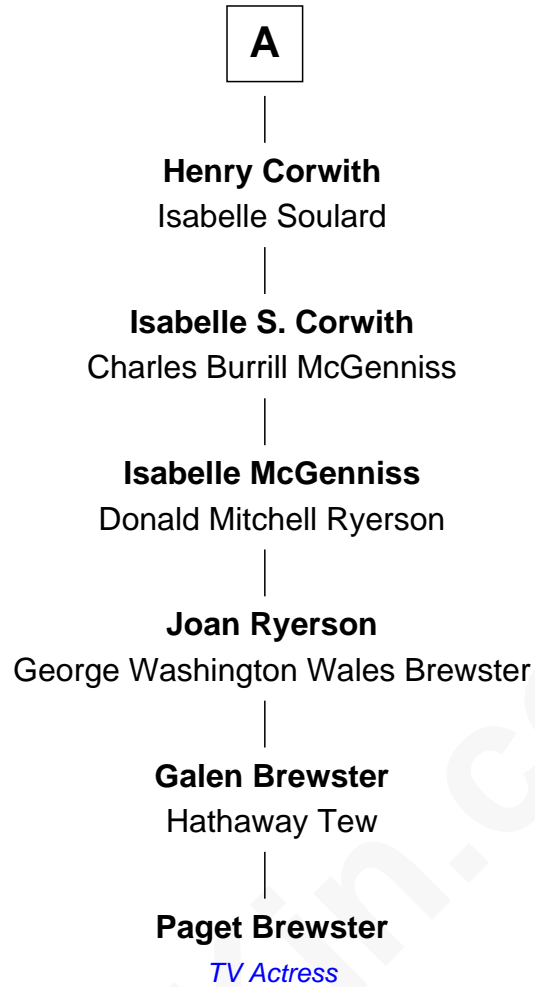 A
Henry Corwith
Isabelle Soulard
Isabelle S. Corwith
Charles Burrill McGenniss
Isabelle McGenniss
Donald Mitchell Ryerson
Joan Ryerson
George Washington Wales Brewster
Galen Brewster
Hathaway Tew
Paget Brewster
TV Actress